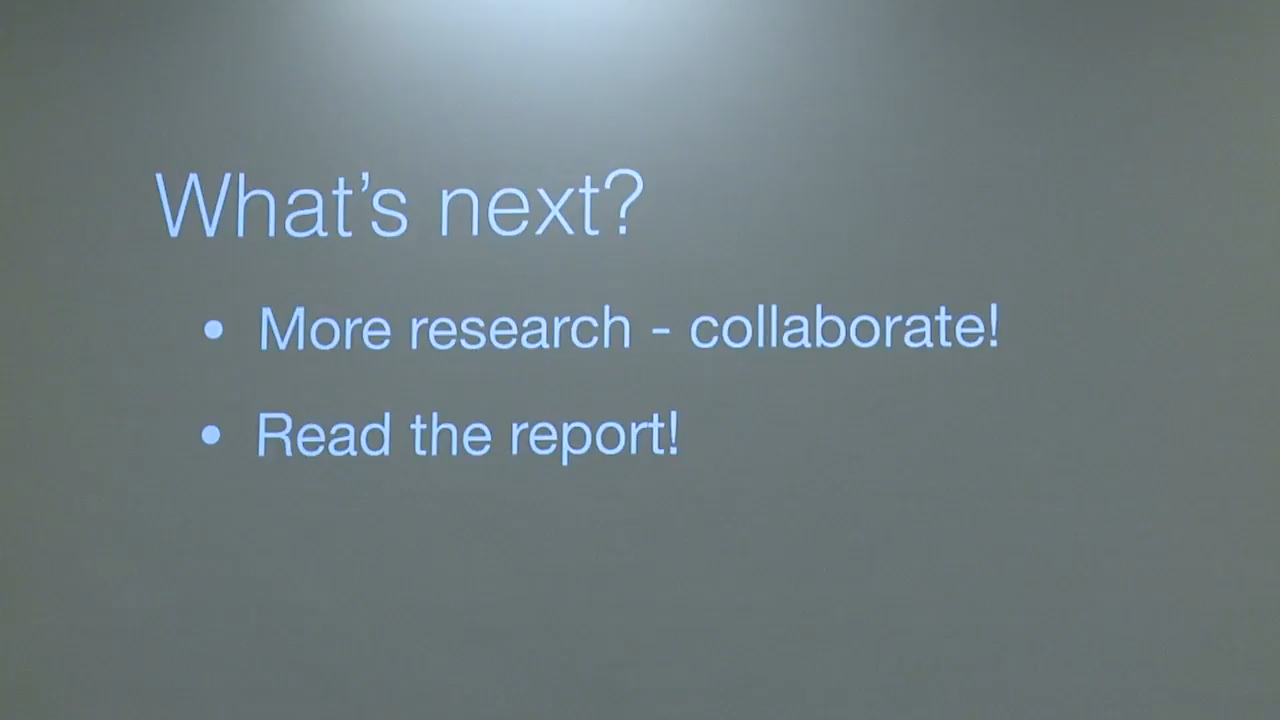 What's next?
• More research - collaborate!
• Read the report!